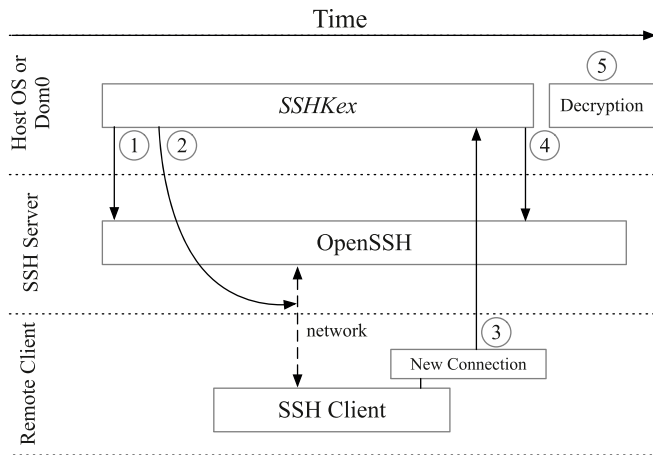 Time
Host OS or
Dom0
SSHKex
5
Decryption
1
2
4
SSH Server
OpenSSH
network
3
Remote Client
New Connection
SSH Client